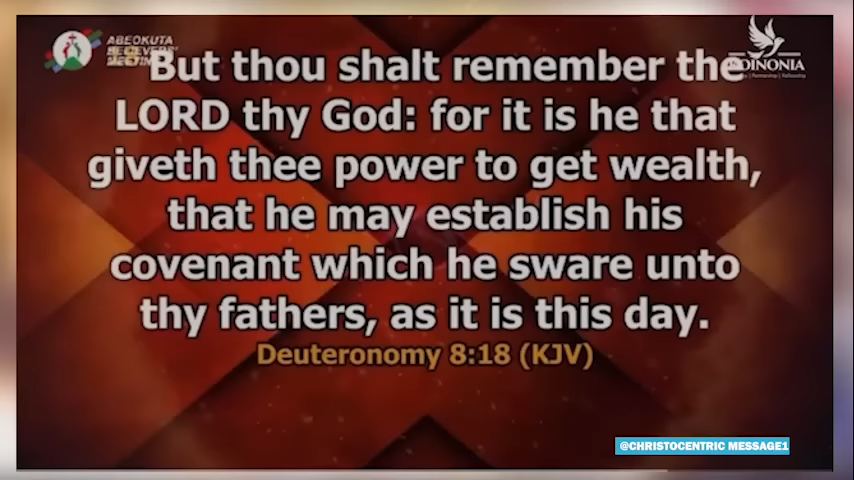 ABEOKUTA
BELIEVERS'
MEETING
KOINONIA
But thou shalt remember the
LORD thy God: for it is he that
giveth thee power to get wealth,
that he may establish his
covenant which he sware unto
thy fathers, as it is this day.
Deuteronomy 8:18 (KJV)
@CHRISTOCENTRIC MESSAGE1